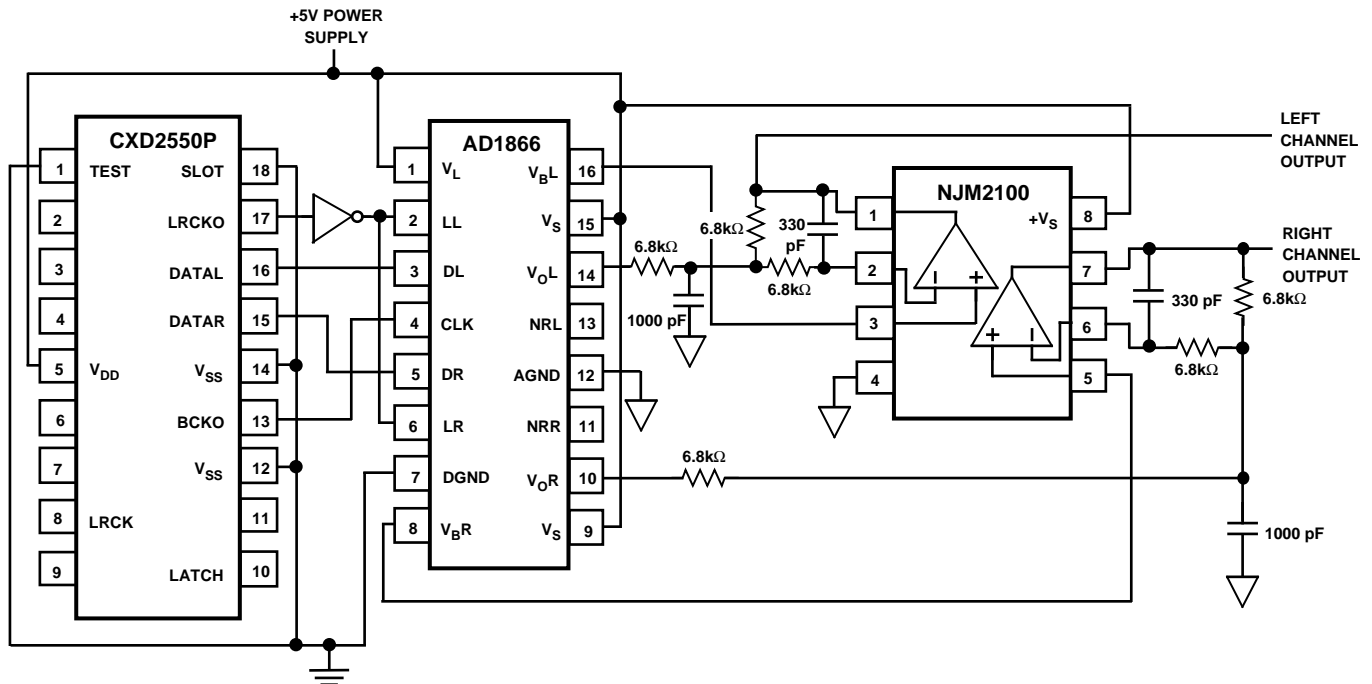 +5V POWER
SUPPLY
CXD2550P
1 TEST SLOT 18
2 LRCKO 17
3 DATAL 16
4 DATAR 15
5 VDD VSS 14
6 BCKO 13
7 VSS 12
8 LRCK 11
9 LATCH 10
AD1866
1 VL VBL 16
2 LL VS 15
3 DL VOL 14
4 CLK NRL 13
5 DR AGND 12
6 LR NRR 11
7 DGND VOR 10
8 VBR VS 9
6.8kΩ
1000 pF
6.8kΩ
330
pF
6.8kΩ
NJM2100
1 +VS 8
2 7
3 6
4 5
LEFT
CHANNEL
OUTPUT
RIGHT
CHANNEL
OUTPUT
330 pF
6.8kΩ
6.8kΩ
6.8kΩ
1000 pF